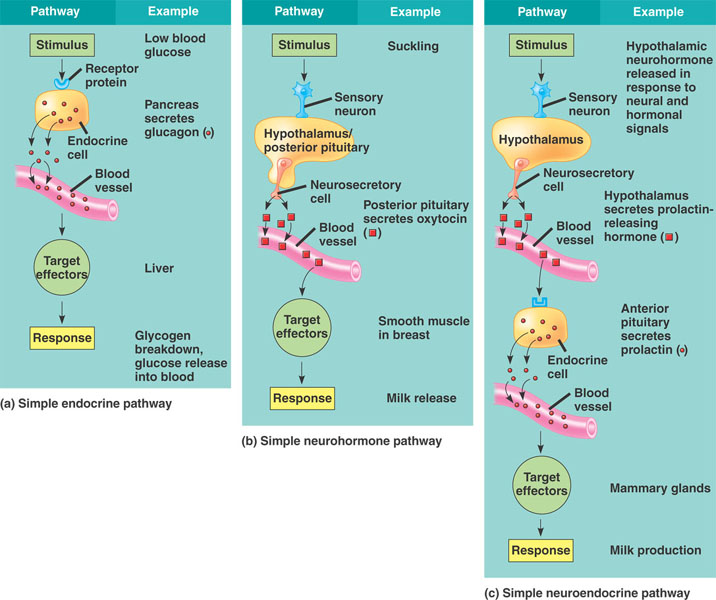 Pathway
Example
Stimulus
Low blood
glucose
Receptor
protein
Pancreas
secretes
glucagon ( )
Endocrine
cell
Blood
vessel
Target
effectors
Liver
Response
Glycogen
breakdown,
glucose release
into blood
(a) Simple endocrine pathway
Pathway
Example
Stimulus
Suckling
Sensory
neuron
Hypothalamus/
posterior pituitary
Neurosecretory
cell
Posterior pituitary
secretes oxytocin
( )
Blood
vessel
Target
effectors
Smooth muscle
in breast
Response
Milk release
(b) Simple neurohormone pathway
Pathway
Example
Stimulus
Hypothalamic
neurohormone
released in
response to
neural and
hormonal
signals
Sensory
neuron
Hypothalamus
Neurosecretory
cell
Hypothalamus
secretes prolactin-
releasing
hormone ( )
Blood
vessel
Anterior
pituitary
secretes
prolactin ( )
Endocrine
cell
Blood
vessel
Target
effectors
Mammary glands
Response
Milk production
(c) Simple neuroendocrine pathway